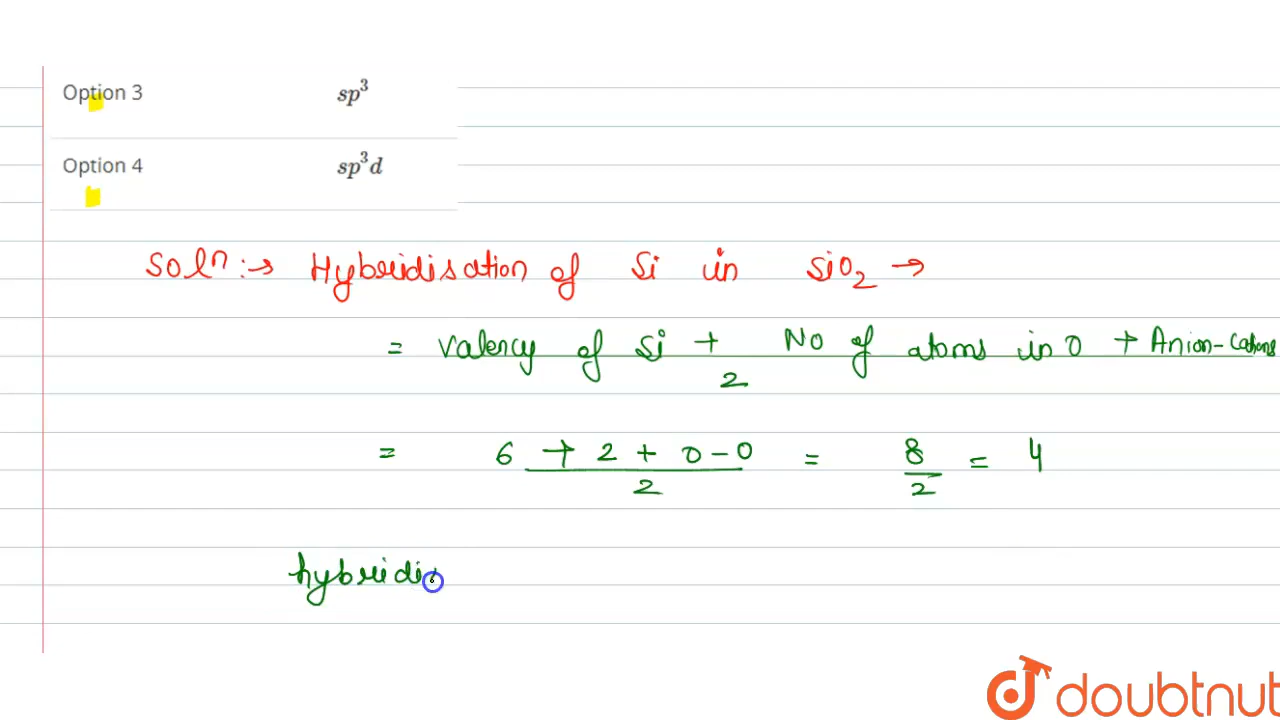 Option 3 sp³
Option 4 sp³d
Soln :→ Hybridisation of Si in SiO₂ →
= Valency of Si + No of atoms in O + Anion-Cations
2
= 6 + 2 + 0 - 0 = 8 = 4
2 2
hybridi
doubtnut